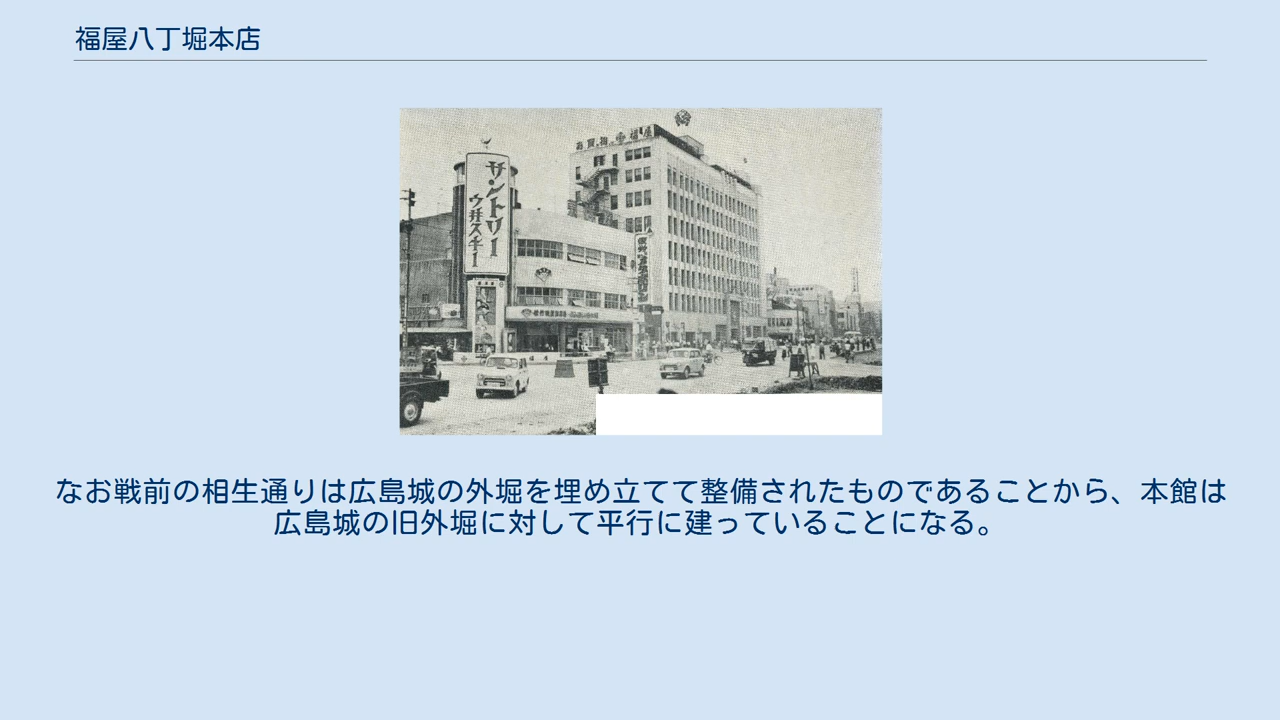 福屋八丁堀本店
サントリー
ウ井スキー
なお戦前の相生通りは広島城の外堀を埋め立てて整備されたものであることから、本館は
広島城の旧外堀に対して平行に建っていることになる。